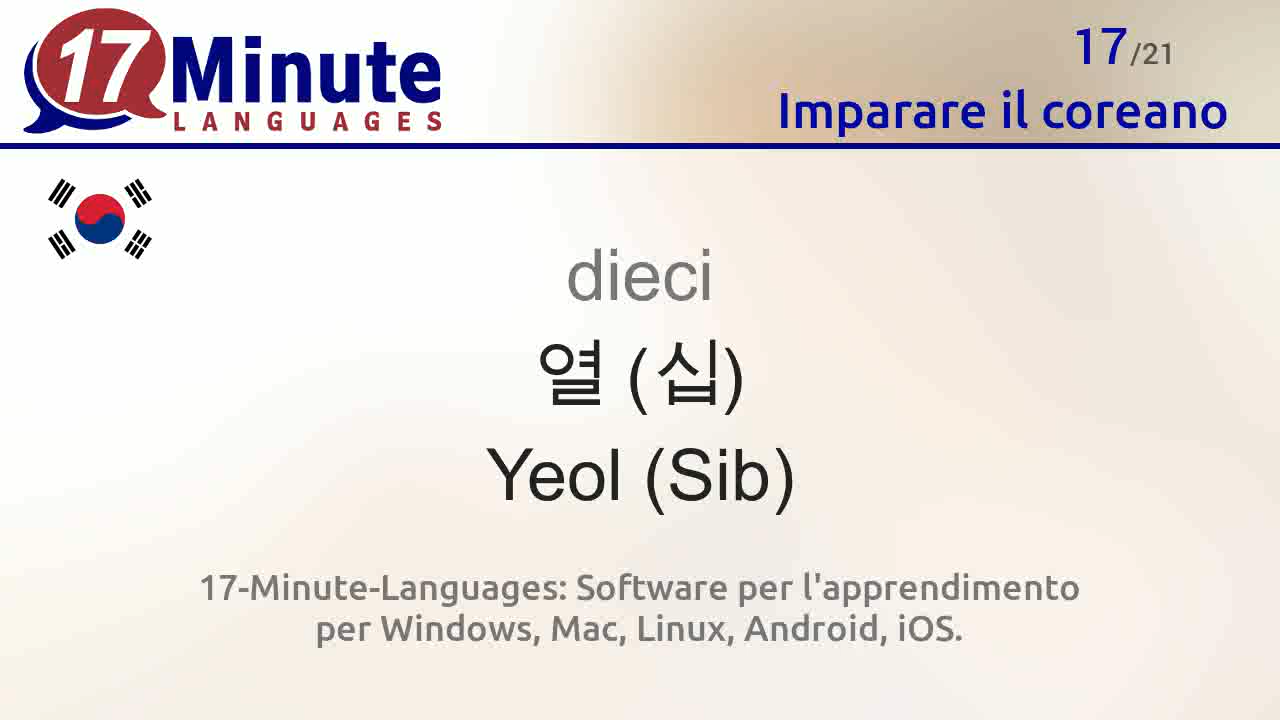 17 Minute
LANGUAGES
17/21
Imparare il coreano
dieci
열 (십)
Yeol (Sib)
17-Minute-Languages: Software per l'apprendimento
per Windows, Mac, Linux, Android, iOS.